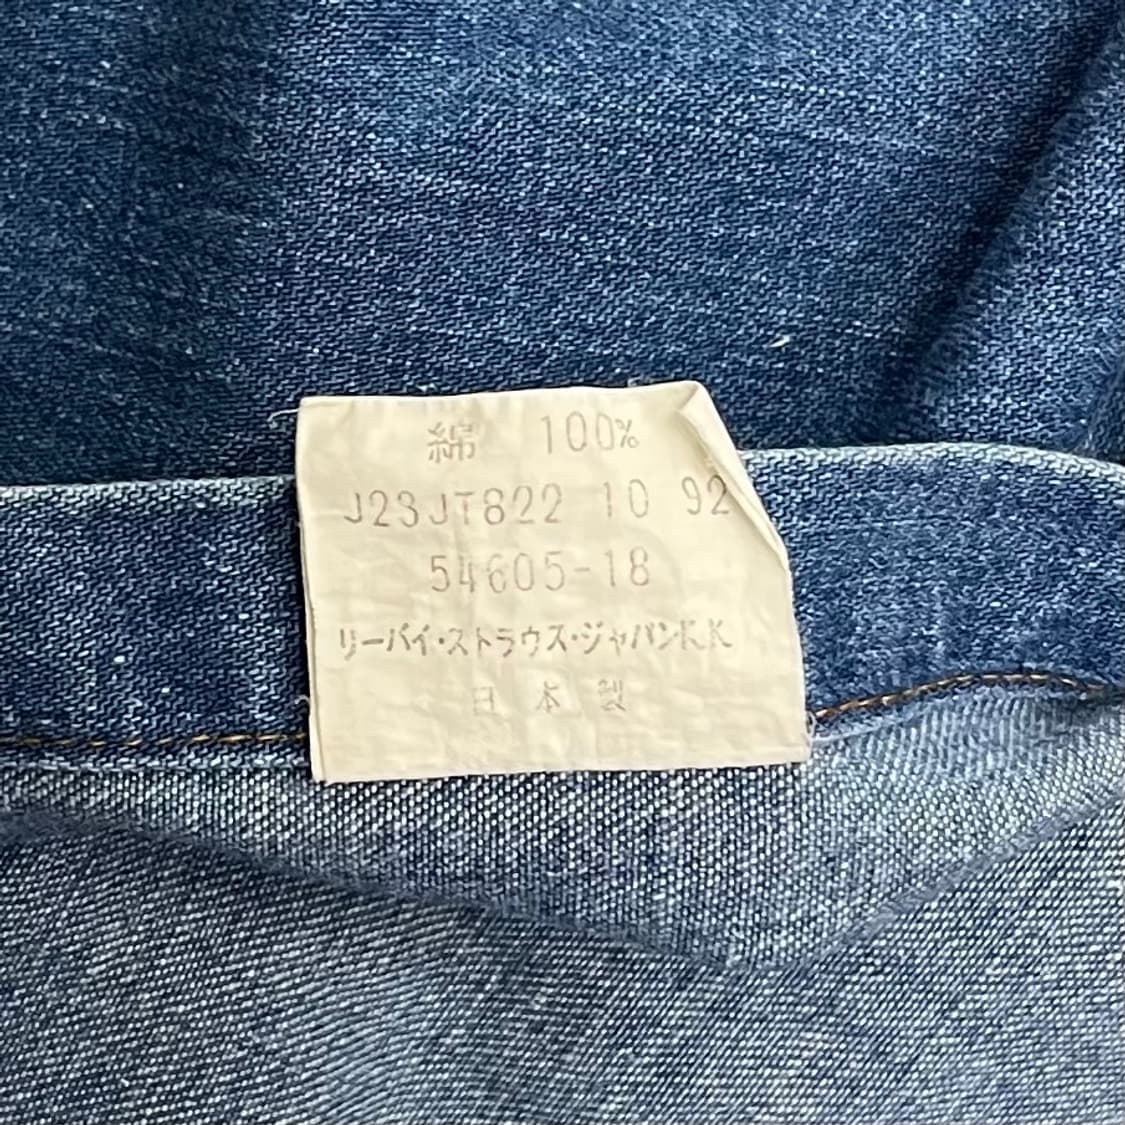 綿 100%
J23JT822 10 92
54605-18
リーバイ・ストラウス・ジャパンK.K
日本製